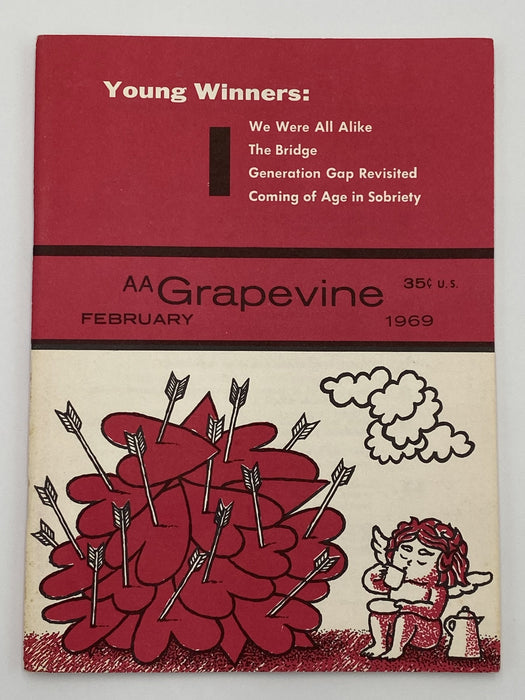 Young Winners:
We Were All Alike
The Bridge
Generation Gap Revisited
Coming of Age in Sobriety
AA Grapevine 35¢ U.S.
FEBRUARY 1969